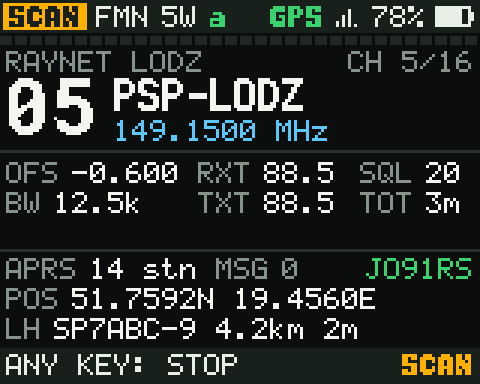 SCAN FMN 5W a GPS 78%
RAYNET LODZ CH 5/16
05 PSP-LODZ
149.1500 MHz
OFS -0.600 RXT 88.5 SQL 20
BW 12.5k TXT 88.5 TOT 3m
APRS 14 stn MSG 0 JO91RS
POS 51.7592N 19.4560E
LH SP7ABC-9 4.2km 2m
ANY KEY: STOP SCAN